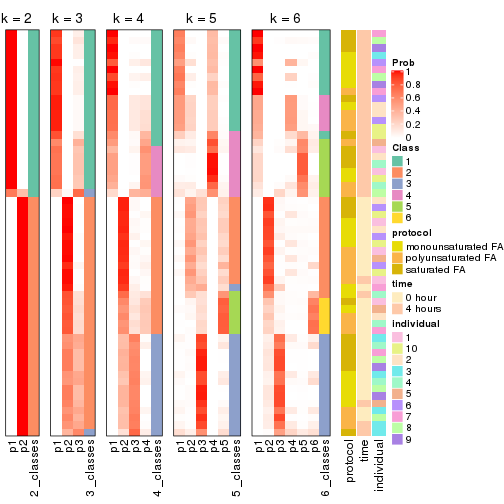 k = 2
k = 3
k = 4
k = 5
k = 6
p1
p2
2_classes
p1
p2
p3
3_classes
p1
p2
p3
p4
4_classes
p1
p2
p3
p4
p5
5_classes
p1
p2
p3
p4
p5
p6
6_classes
protocol
time
individual
Prob
1
0.8
0.6
0.4
0.2
0
Class
1
2
3
4
5
6
protocol
monounsaturated FA
polyunsaturated FA
saturated FA
time
0 hour
4 hours
individual
1
10
2
3
4
5
6
7
8
9